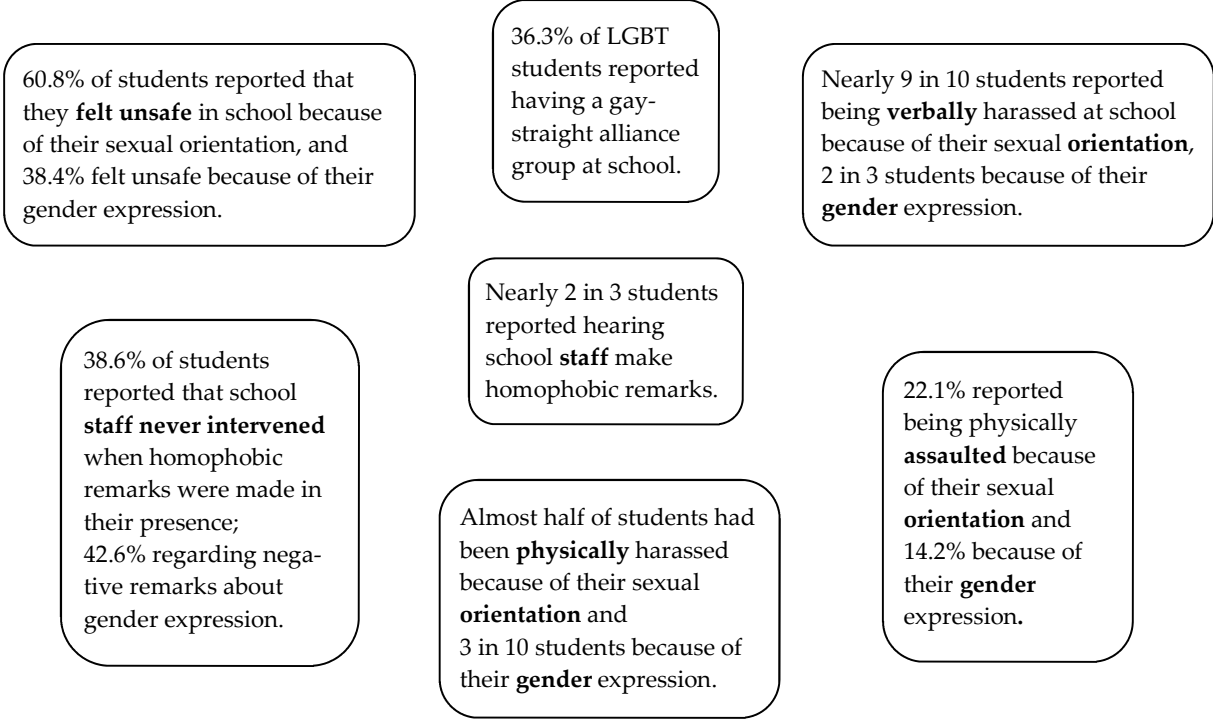 60.8% of students reported that
they felt unsafe in school because
of their sexual orientation, and
38.4% felt unsafe because of their
gender expression.
36.3% of LGBT
students reported
having a gay-
straight alliance
group at school.
Nearly 9 in 10 students reported
being verbally harassed at school
because of their sexual orientation,
2 in 3 students because of their
gender expression.
Nearly 2 in 3 students
reported hearing
school staff make
homophobic remarks.
38.6% of students
reported that school
staff never intervened
when homophobic
remarks were made in
their presence;
42.6% regarding nega-
tive remarks about
gender expression.
Almost half of students had
been physically harassed
because of their sexual
orientation and
3 in 10 students because of
their gender expression.
22.1% reported
being physically
assaulted because
of their sexual
orientation and
14.2% because of
their gender
expression.